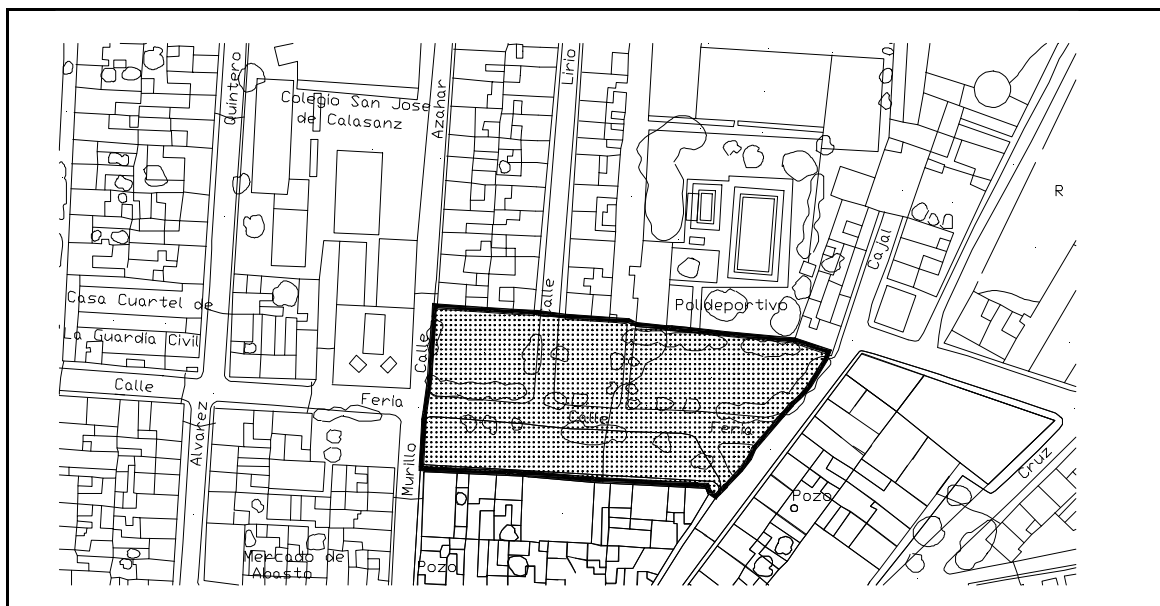 Quintero
Lirio
Colegio San Jose
de Calasanz
Azahar
R
Cajal
Casa Cuartel de
Calle
Polideportivo
La Guardia Civil
Calle
Calle
Feria
Calle
Feria
Alvarez
Murillo
Cruz
Pozo
Mercado de
Abasto
Pozo